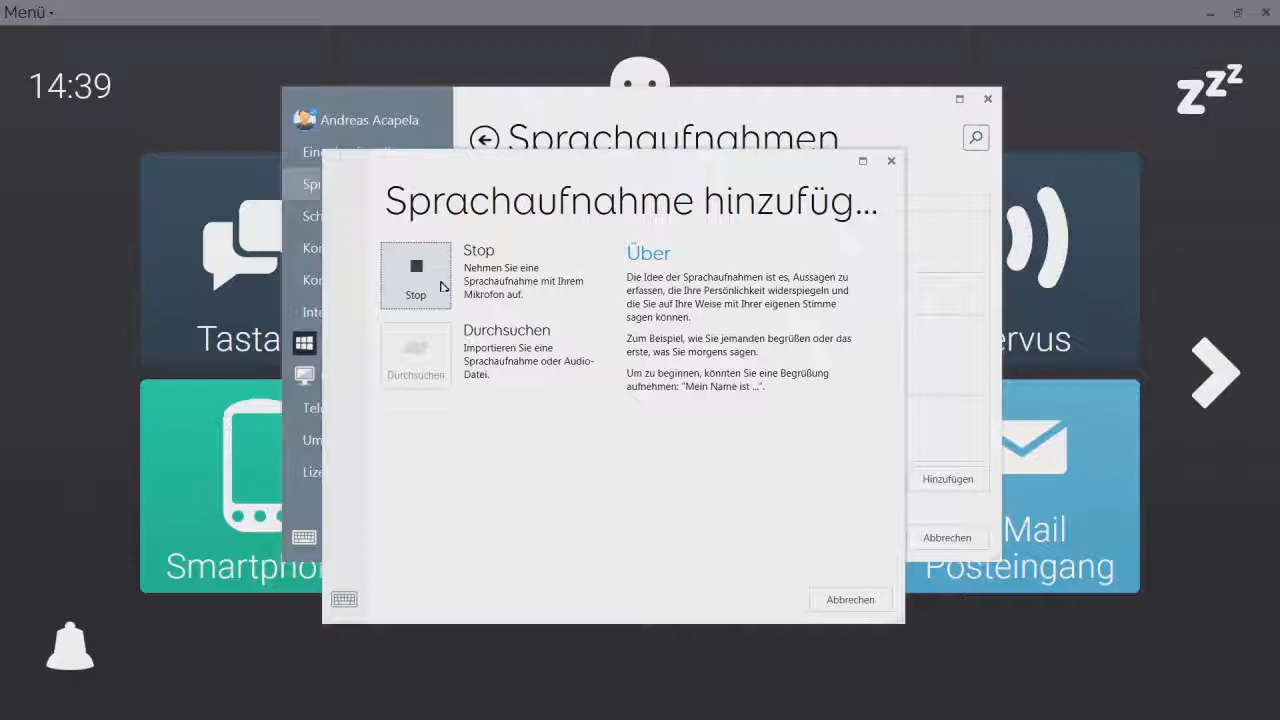 Menü
14:39
zzz
Andreas Acapela
Sprachaufnahmen
Sprachaufnahme hinzufüg...
Stop
Stop
Nehmen Sie eine
Sprachaufnahme mit Ihrem
Mikrofon auf.
Durchsuchen
Durchsuchen
Importieren Sie eine
Sprachaufnahme oder Audio-
Datei.
Über
Die Idee der Sprachaufnahmen ist es, Aussagen zu
erfassen, die Ihre Persönlichkeit widerspiegeln und
die Sie auf Ihre Weise mit Ihrer eigenen Stimme
sagen können.
Zum Beispiel, wie Sie jemanden begrüßen oder das
erste, was Sie morgens sagen.
Um zu beginnen, könnten Sie eine Begrüßung
aufnehmen: "Mein Name ist ...".
Hinzufügen
Abbrechen
Abbrechen
Mail
Posteingang